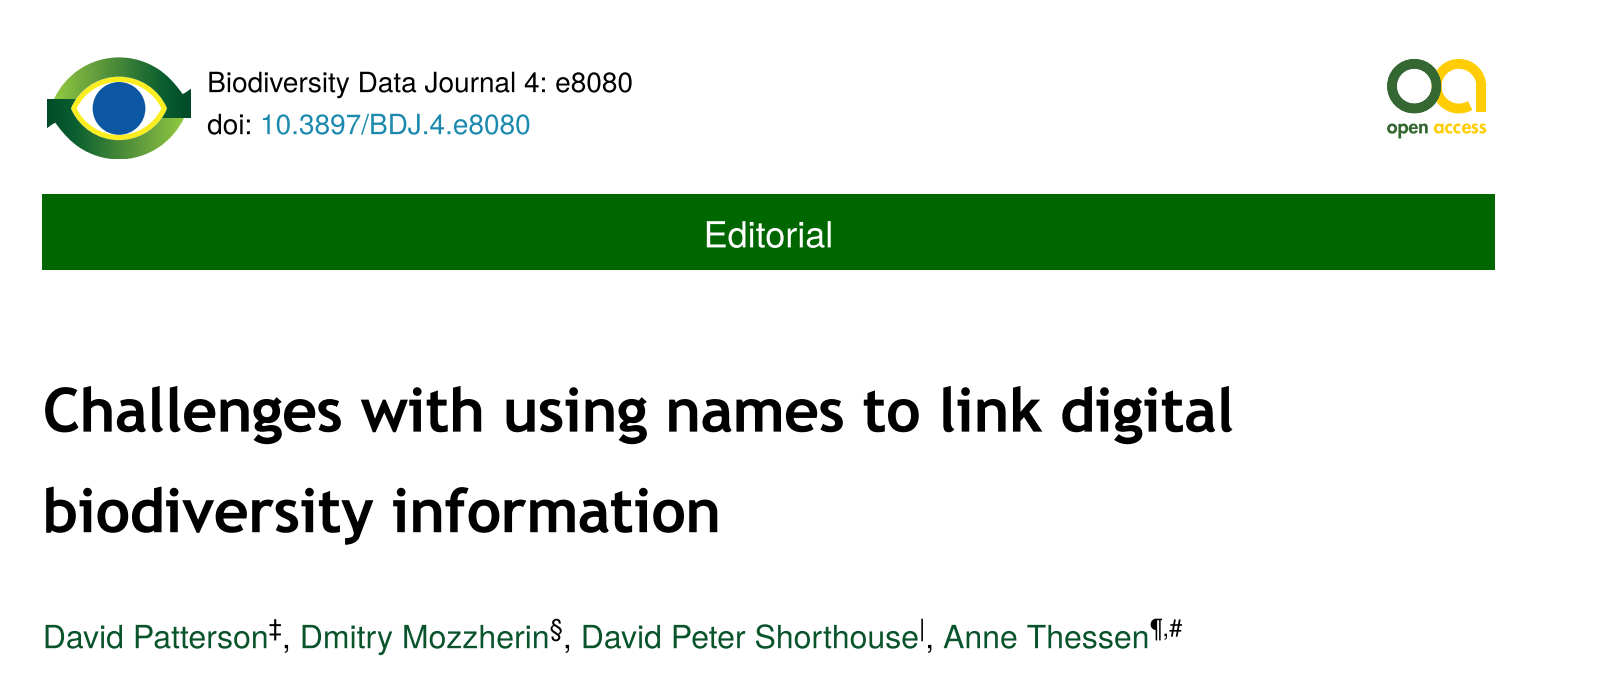 Biodiversity Data Journal 4: e8080
doi: 10.3897/BDJ.4.e8080
open access
Editorial
Challenges with using names to link digital
biodiversity information
David Patterson‡, Dmitry Mozzherin§, David Peter Shorthouse|, Anne Thessen¶,#